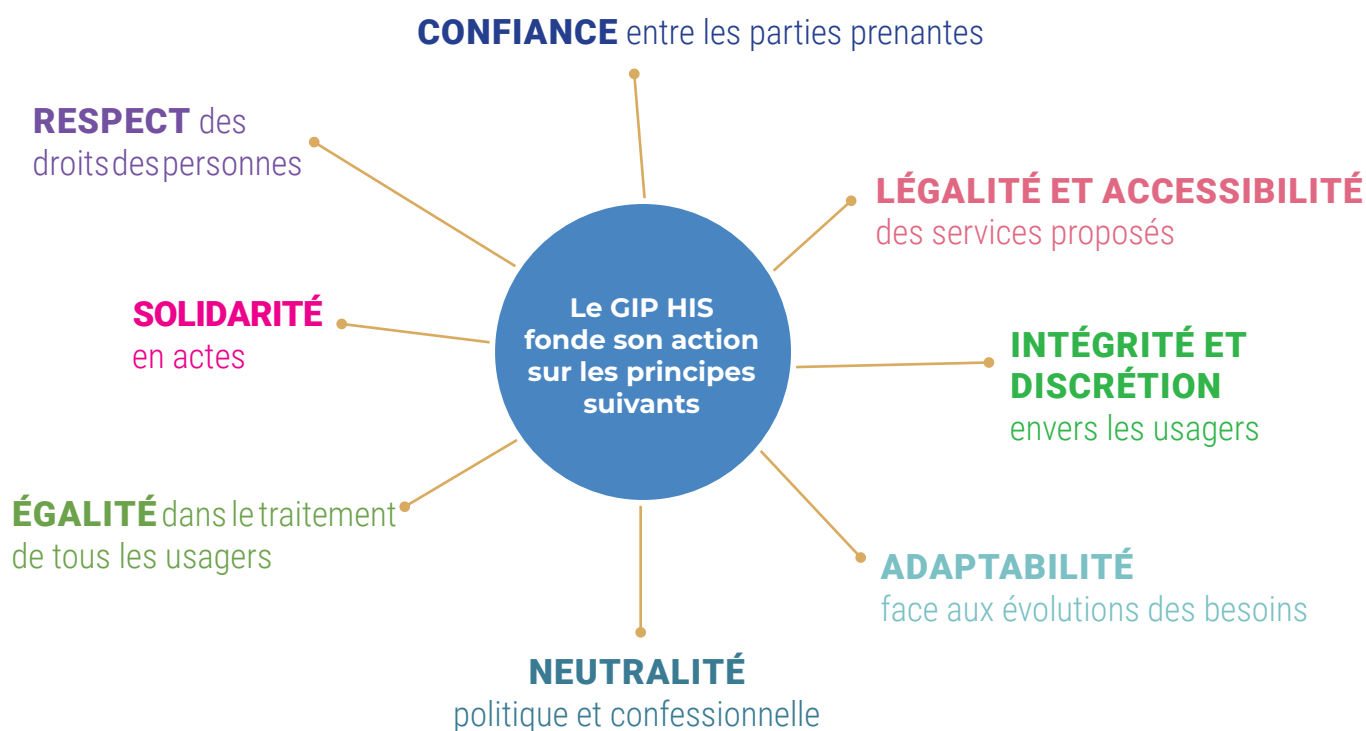 CONFIANCE entre les parties prenantes
RESPECT des
droits des personnes
LÉGALITÉ ET ACCESSIBILITÉ
des services proposés
SOLIDARITÉ
en actes
Le GIP HIS
fonde son action
sur les principes
suivants
INTÉGRITÉ ET
DISCRÉTION
envers les usagers
ÉGALITÉ dans le traitement
de tous les usagers
ADAPTABILITÉ
face aux évolutions des besoins
NEUTRALITÉ
politique et confessionnelle